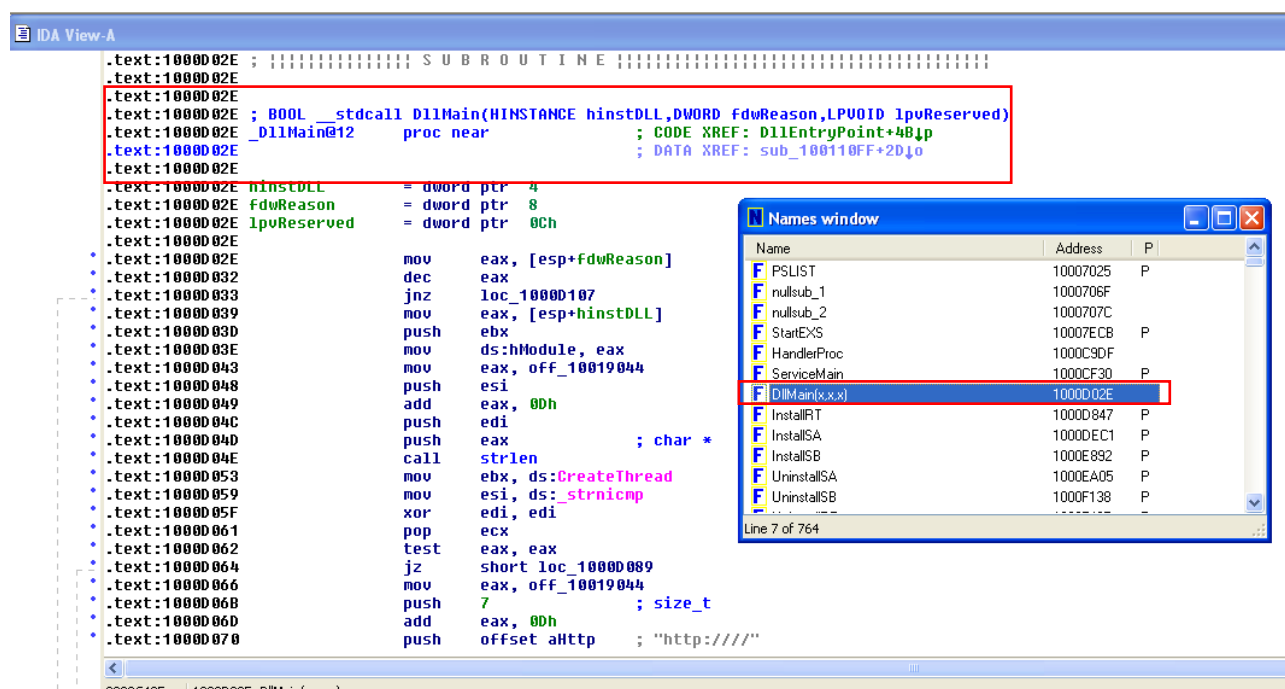 IDA View-A
.text:1000D02E ; ¦¦¦¦¦¦¦¦¦¦¦¦¦¦¦ S U B R O U T I N E ¦¦¦¦¦¦¦¦¦¦¦¦¦¦¦¦¦¦¦¦¦¦¦¦¦¦¦¦¦¦¦¦¦¦¦¦¦¦¦
.text:1000D02E
.text:1000D02E
.text:1000D02E ; BOOL __stdcall DllMain(HINSTANCE hinstDLL,DWORD fdwReason,LPVOID lpvReserved)
.text:1000D02E _DllMain@12 proc near ; CODE XREF: DllEntryPoint+4B↓p
.text:1000D02E ; DATA XREF: sub_100110FF+2D↓o
.text:1000D02E
.text:1000D02E hinstDLL = dword ptr 4
.text:1000D02E fdwReason = dword ptr 8
.text:1000D02E lpvReserved = dword ptr 0Ch
.text:1000D02E
.text:1000D02E mov eax, [esp+fdwReason]
.text:1000D032 dec eax
.text:1000D033 jnz loc_1000D107
.text:1000D039 mov eax, [esp+hinstDLL]
.text:1000D03D push ebx
.text:1000D03E mov ds:hModule, eax
.text:1000D043 mov eax, off_10019044
.text:1000D048 push esi
.text:1000D049 add eax, 0Dh
.text:1000D04C push edi
.text:1000D04D push eax ; char *
.text:1000D04E call strlen
.text:1000D053 mov ebx, ds:CreateThread
.text:1000D059 mov esi, ds:_strnicmp
.text:1000D05F xor edi, edi
.text:1000D061 pop ecx
.text:1000D062 test eax, eax
.text:1000D064 jz short loc_1000D089
.text:1000D066 mov eax, off_10019044
.text:1000D06B push 7 ; size_t
.text:1000D06D add eax, 0Dh
.text:1000D070 push offset aHttp ; "http:////"
N Names window
Name Address P
F PSLIST 10007025 P
F nullsub_1 1000706F
F nullsub_2 1000707C
F StartEXS 10007ECB P
F HandlerProc 1000C9DF
F ServiceMain 1000CF30 P
F DllMain(x,x,x) 1000D02E
F InstallRT 1000D847 P
F InstallSA 1000DEC1 P
F InstallSB 1000E892 P
F UninstallSA 1000EA05 P
F UninstallSB 1000F138 P
Line 7 of 764